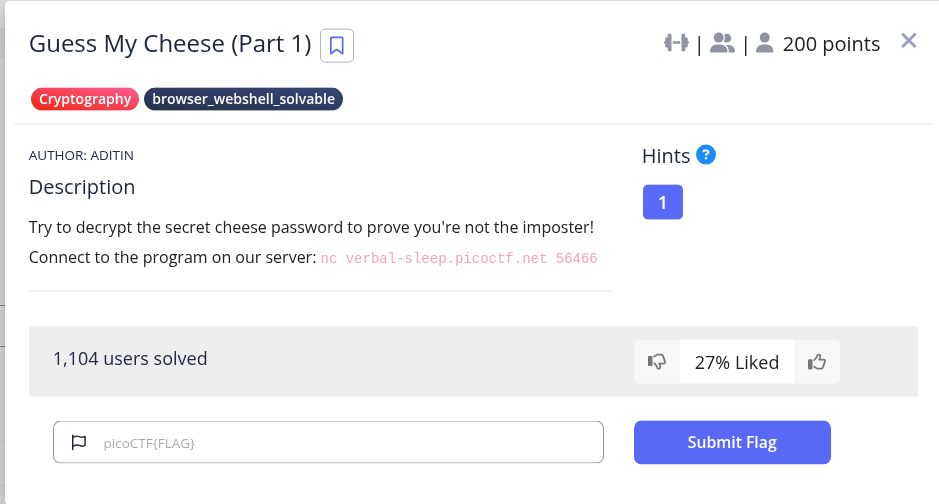 Guess My Cheese (Part 1)
| | 200 points
Cryptography browser_webshell_solvable
AUTHOR: ADITIN
Description
Try to decrypt the secret cheese password to prove you're not the imposter!
Connect to the program on our server: nc verbal-sleep.picoctf.net 56466
Hints ?
1
1,104 users solved
27% Liked
picoCTF{FLAG}
Submit Flag